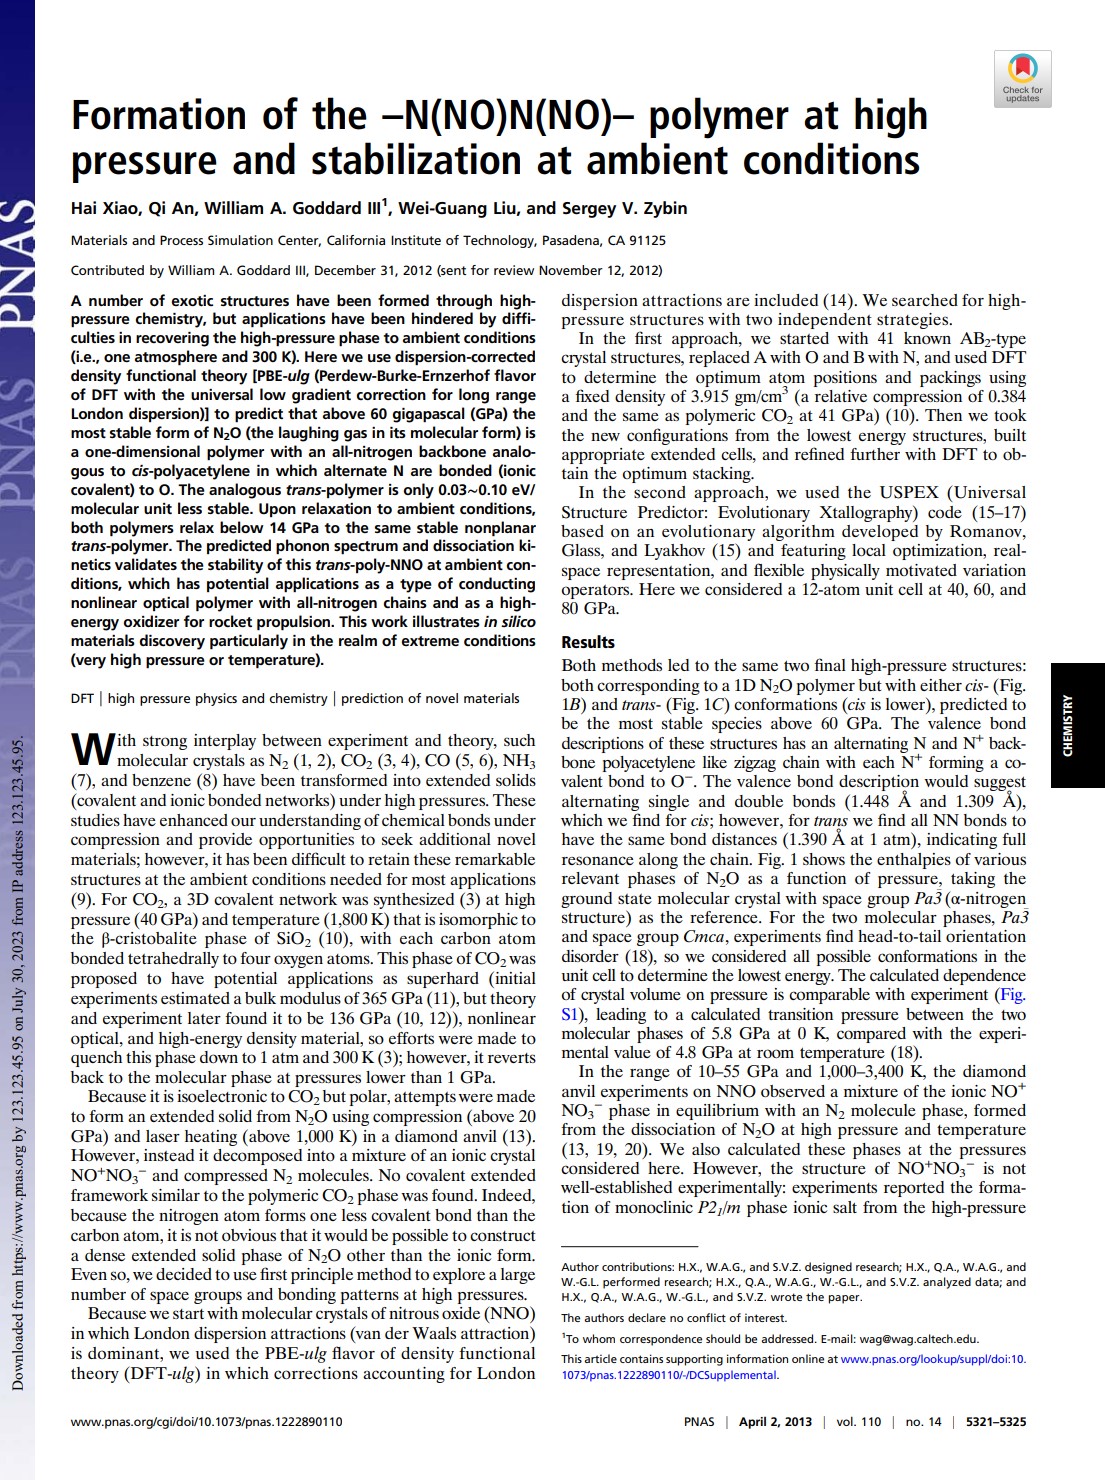 Check for
updates
Formation of the –N(NO)N(NO)– polymer at high
pressure and stabilization at ambient conditions
Hai Xiao, Qi An, William A. Goddard III¹, Wei-Guang Liu, and Sergey V. Zybin
Materials and Process Simulation Center, California Institute of Technology, Pasadena, CA 91125
Contributed by William A. Goddard III, December 31, 2012 (sent for review November 12, 2012)
A number of exotic structures have been formed through high-
pressure chemistry, but applications have been hindered by diffi-
culties in recovering the high-pressure phase to ambient conditions
(i.e., one atmosphere and 300 K). Here we use dispersion-corrected
density functional theory [PBE-ulg (Perdew-Burke-Ernzerhof flavor
of DFT with the universal low gradient correction for long range
London dispersion)] to predict that above 60 gigapascal (GPa) the
most stable form of N₂O (the laughing gas in its molecular form) is
a one-dimensional polymer with an all-nitrogen backbone analo-
gous to cis-polyacetylene in which alternate N are bonded (ionic
covalent) to O. The analogous trans-polymer is only 0.03~0.10 eV/
molecular unit less stable. Upon relaxation to ambient conditions,
both polymers relax below 14 GPa to the same stable nonplanar
trans-polymer. The predicted phonon spectrum and dissociation ki-
netics validates the stability of this trans-poly-NNO at ambient con-
ditions, which has potential applications as a type of conducting
nonlinear optical polymer with all-nitrogen chains and as a high-
energy oxidizer for rocket propulsion. This work illustrates in silico
materials discovery particularly in the realm of extreme conditions
(very high pressure or temperature).
DFT | high pressure physics and chemistry | prediction of novel materials
With strong interplay between experiment and theory, such
molecular crystals as N₂ (1, 2), CO₂ (3, 4), CO (5, 6), NH₃
(7), and benzene (8) have been transformed into extended solids
(covalent and ionic bonded networks) under high pressures. These
studies have enhanced our understanding of chemical bonds under
compression and provide opportunities to seek additional novel
materials; however, it has been difficult to retain these remarkable
structures at the ambient conditions needed for most applications
(9). For CO₂, a 3D covalent network was synthesized (3) at high
pressure (40 GPa) and temperature (1,800 K) that is isomorphic to
the β-cristobalite phase of SiO₂ (10), with each carbon atom
bonded tetrahedrally to four oxygen atoms. This phase of CO₂ was
proposed to have potential applications as superhard (initial
experiments estimated a bulk modulus of 365 GPa (11), but theory
and experiment later found it to be 136 GPa (10, 12)), nonlinear
optical, and high-energy density material, so efforts were made to
quench this phase down to 1 atm and 300 K (3); however, it reverts
back to the molecular phase at pressures lower than 1 GPa.
Because it is isoelectronic to CO₂ but polar, attempts were made
to form an extended solid from N₂O using compression (above 20
GPa) and laser heating (above 1,000 K) in a diamond anvil (13).
However, instead it decomposed into a mixture of an ionic crystal
NO⁺NO₃⁻ and compressed N₂ molecules. No covalent extended
framework similar to the polymeric CO₂ phase was found. Indeed,
because the nitrogen atom forms one less covalent bond than the
carbon atom, it is not obvious that it would be possible to construct
a dense extended solid phase of N₂O other than the ionic form.
Even so, we decided to use first principle method to explore a large
number of space groups and bonding patterns at high pressures.
Because we start with molecular crystals of nitrous oxide (NNO)
in which London dispersion attractions (van der Waals attraction)
is dominant, we used the PBE-ulg flavor of density functional
theory (DFT-ulg) in which corrections accounting for London
dispersion attractions are included (14). We searched for high-
pressure structures with two independent strategies.
In the first approach, we started with 41 known AB₂-type
crystal structures, replaced A with O and B with N, and used DFT
to determine the optimum atom positions and packings using
a fixed density of 3.915 gm/cm³ (a relative compression of 0.384
and the same as polymeric CO₂ at 41 GPa) (10). Then we took
the new configurations from the lowest energy structures, built
appropriate extended cells, and refined further with DFT to ob-
tain the optimum stacking.
In the second approach, we used the USPEX (Universal
Structure Predictor: Evolutionary Xtallography) code (15–17)
based on an evolutionary algorithm developed by Romanov,
Glass, and Lyakhov (15) and featuring local optimization, real-
space representation, and flexible physically motivated variation
operators. Here we considered a 12-atom unit cell at 40, 60, and
80 GPa.
Results
Both methods led to the same two final high-pressure structures:
both corresponding to a 1D N₂O polymer but with either cis- (Fig.
1B) and trans- (Fig. 1C) conformations (cis is lower), predicted to
be the most stable species above 60 GPa. The valence bond
descriptions of these structures has an alternating N and N⁺ back-
bone polyacetylene like zigzag chain with each N⁺ forming a co-
valent bond to O⁻. The valence bond description would suggest
alternating single and double bonds (1.448 Å and 1.309 Å),
which we find for cis; however, for trans we find all NN bonds to
have the same bond distances (1.390 Å at 1 atm), indicating full
resonance along the chain. Fig. 1 shows the enthalpies of various
relevant phases of N₂O as a function of pressure, taking the
ground state molecular crystal with space group Pa3̄ (α-nitrogen
structure) as the reference. For the two molecular phases, Pa3̄
and space group Cmca, experiments find head-to-tail orientation
disorder (18), so we considered all possible conformations in the
unit cell to determine the lowest energy. The calculated dependence
of crystal volume on pressure is comparable with experiment (Fig.
S1), leading to a calculated transition pressure between the two
molecular phases of 5.8 GPa at 0 K, compared with the experi-
mental value of 4.8 GPa at room temperature (18).
In the range of 10–55 GPa and 1,000–3,400 K, the diamond
anvil experiments on NNO observed a mixture of the ionic NO⁺
NO₃⁻ phase in equilibrium with an N₂ molecule phase, formed
from the dissociation of N₂O at high pressure and temperature
(13, 19, 20). We also calculated these phases at the pressures
considered here. However, the structure of NO⁺NO₃⁻ is not
well-established experimentally: experiments reported the forma-
tion of monoclinic P2₁/m phase ionic salt from the high-pressure
Author contributions: H.X., W.A.G., and S.V.Z. designed research; H.X., Q.A., W.A.G., and
W.-G.L. performed research; H.X., Q.A., W.A.G., W.-G.L., and S.V.Z. analyzed data; and
H.X., Q.A., W.A.G., W.-G.L., and S.V.Z. wrote the paper.
The authors declare no conflict of interest.
¹To whom correspondence should be addressed. E-mail: wag@wag.caltech.edu.
This article contains supporting information online at www.pnas.org/lookup/suppl/doi:10.
1073/pnas.1222890110/-/DCSupplemental.
CHEMISTRY
www.pnas.org/cgi/doi/10.1073/pnas.1222890110
PNAS | April 2, 2013 | vol. 110 | no. 14 | 5321–5325
Downloaded from https://www.pnas.org by 123.123.45.95 on July 30, 2023 from IP address 123.123.45.95.
PNAS
PNAS
PNAS